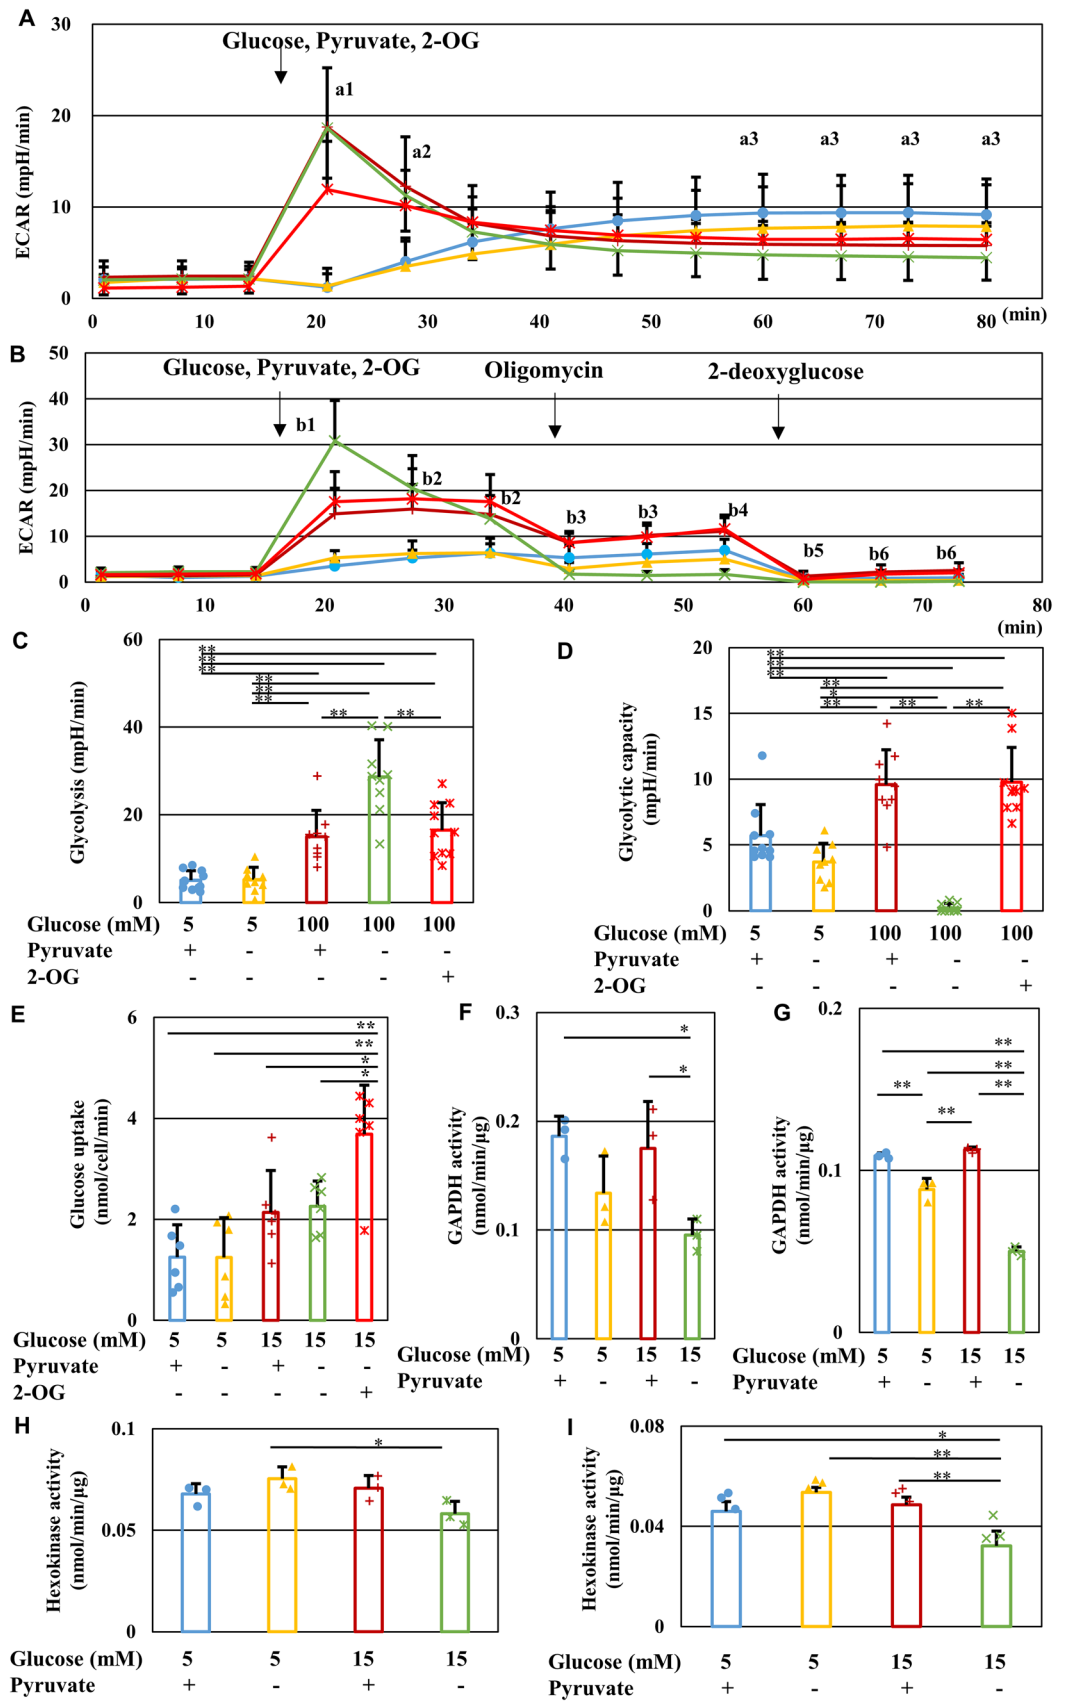 A
30
Glucose, Pyruvate, 2-OG
a1
20
a2
a3 a3 a3 a3
10
0
ECAR (mpH/min)
0 10 20 30 40 50 60 70 80 (min)
B
50
Glucose, Pyruvate, 2-OG Oligomycin 2-deoxyglucose
40
b1
30
b2
20
b2
b3 b3 b4
10
b5 b6 b6
0
ECAR (mpH/min)
0 10 20 30 40 50 60 70 80
(min)
C
60
40
20
0
Glycolysis (mpH/min)
** ** ** ** ** ** ** **
Glucose (mM) 5 5 100 100 100
Pyruvate + - + - -
2-OG - - - - +
D
20
15
10
5
0
Glycolytic capacity
(mpH/min)
** ** ** ** * ** ** **
Glucose (mM) 5 5 100 100 100
Pyruvate + - + - -
2-OG - - - - +
E
6
4
2
0
Glucose uptake
(nmol/cell/min)
**
**
*
*
Glucose (mM) 5 5 15 15 15
Pyruvate + - + - -
2-OG - - - - +
F
0.3
0.2
0.1
0
GAPDH activity
(nmol/min/μg)
*
*
Glucose (mM) 5 5 15 15
Pyruvate + - + -
G
0.2
0.1
0
GAPDH activity
(nmol/min/μg)
**
**
** **
**
Glucose (mM) 5 5 15 15
Pyruvate + - + -
H
0.1
0.05
0
Hexokinase activity
(nmol/min/μg)
*
Glucose (mM) 5 5 15 15
Pyruvate + - + -
I
0.08
0.04
0
Hexokinase activity
(nmol/min/μg)
*
**
**
Glucose (mM) 5 5 15 15
Pyruvate + - + -